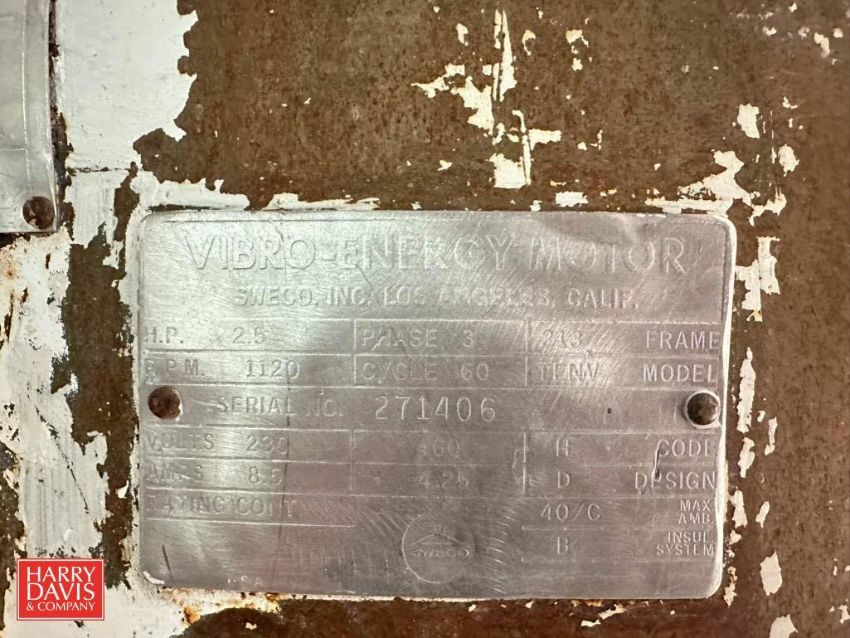 VIBRO-ENERGY MOTOR
SWECO, INC. LOS ANGELES, CALIF.
H.P. 2.5 PHASE 3 213 FRAME
R.P.M. 1120 CYCLE 60 TENV MODEL
SERIAL NO. 271406
VOLTS 230 460 H CODE
AMPS 8.5 4.25 D DESIGN
RATING CONT 40/C MAX. AMB.
B INSUL. SYSTEM
SWECO
HARRY
DAVIS
& COMPANY